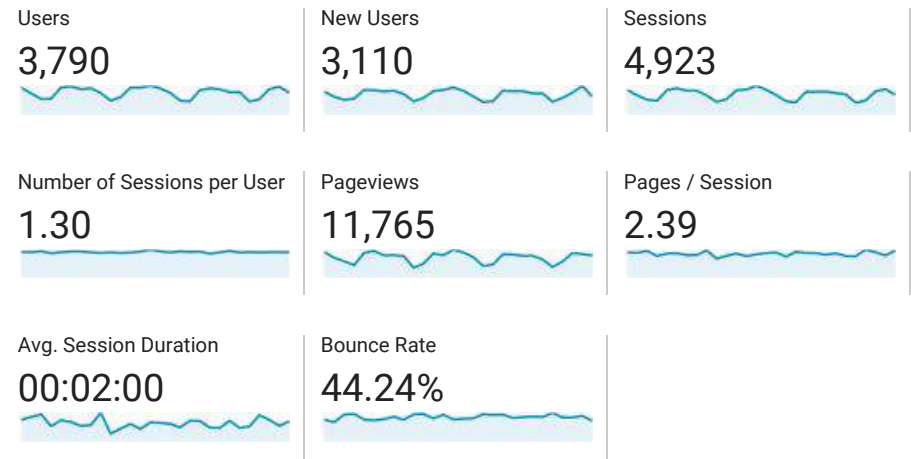 Users
3,790
New Users
3,110
Sessions
4,923
Number of Sessions per User
1.30
Pageviews
11,765
Pages / Session
2.39
Avg. Session Duration
00:02:00
Bounce Rate
44.24%